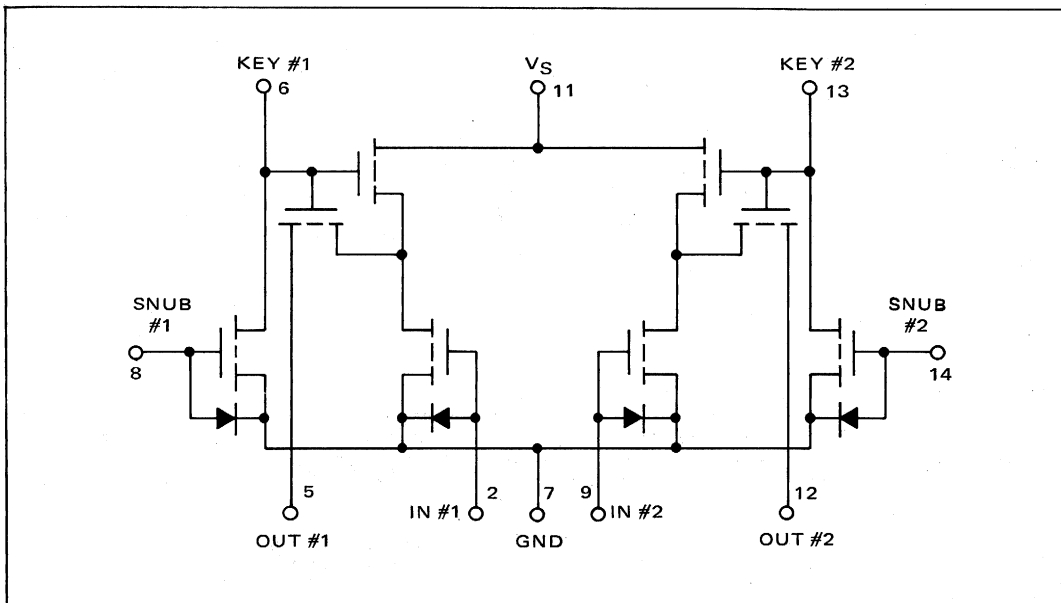 KEY #1
6
VS
11
KEY #2
13
SNUB
#1
8
SNUB
#2
14
5
OUT #1
2
IN #1
7
GND
9
IN #2
12
OUT #2